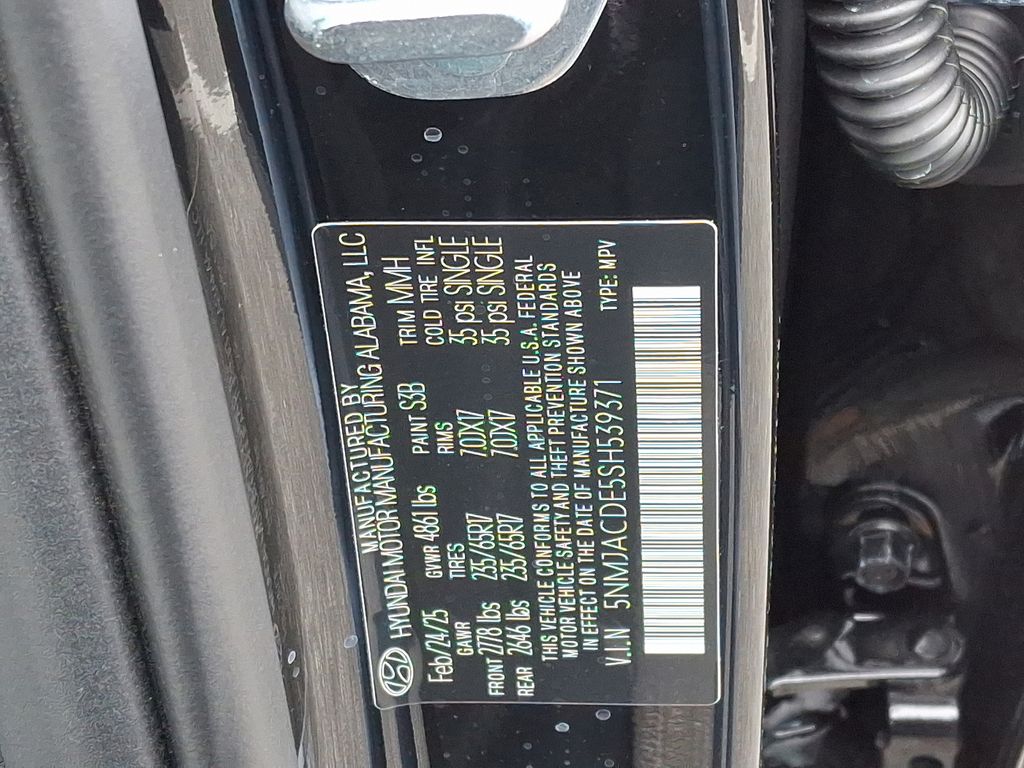 MANUFACTURED BY
HYUNDAI MOTOR MANUFACTURING ALABAMA, LLC
Feb/24/25 GVWR 4861 lbs PAINT S3B TRIM MMH
GAWR TIRES RIMS COLD TIRE INFL
FRONT 2778 lbs 235/65R17 7.0JX17 35 psi SINGLE
REAR 2646 lbs 235/65R17 7.0JX17 35 psi SINGLE
THIS VEHICLE CONFORMS TO ALL APPLICABLE U.S.A. FEDERAL
MOTOR VEHICLE SAFETY AND THEFT PREVENTION STANDARDS
IN EFFECT ON THE DATE OF MANUFACTURE SHOWN ABOVE
V.I.N 5NMJACDE5SH539371 TYPE: MPV